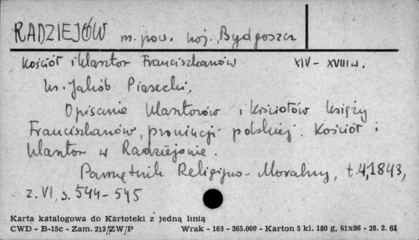 RADZIEJÓW m. pow. woj. Bydgoszcz
Kościół i klasztor Franciszkanów XIV - XVIII w.
ks. Jakób Piasecki,
Opisanie klasztorów i kościołów księży
Franciszkanów, prowincji polskiej. Kościół i
klasztor w Radziejowie.
Pamiętnik Religijno-Moralny, t.4,1843,
z.VI, s. 544-545
Karta katalogowa do Kartoteki z jedną linią
CWD - B-15c - Zam. 213/ZW/P Wrak - 163 - 365.000 - Karton 5 kl. 180 g, 61x86 - 28. 2. 61